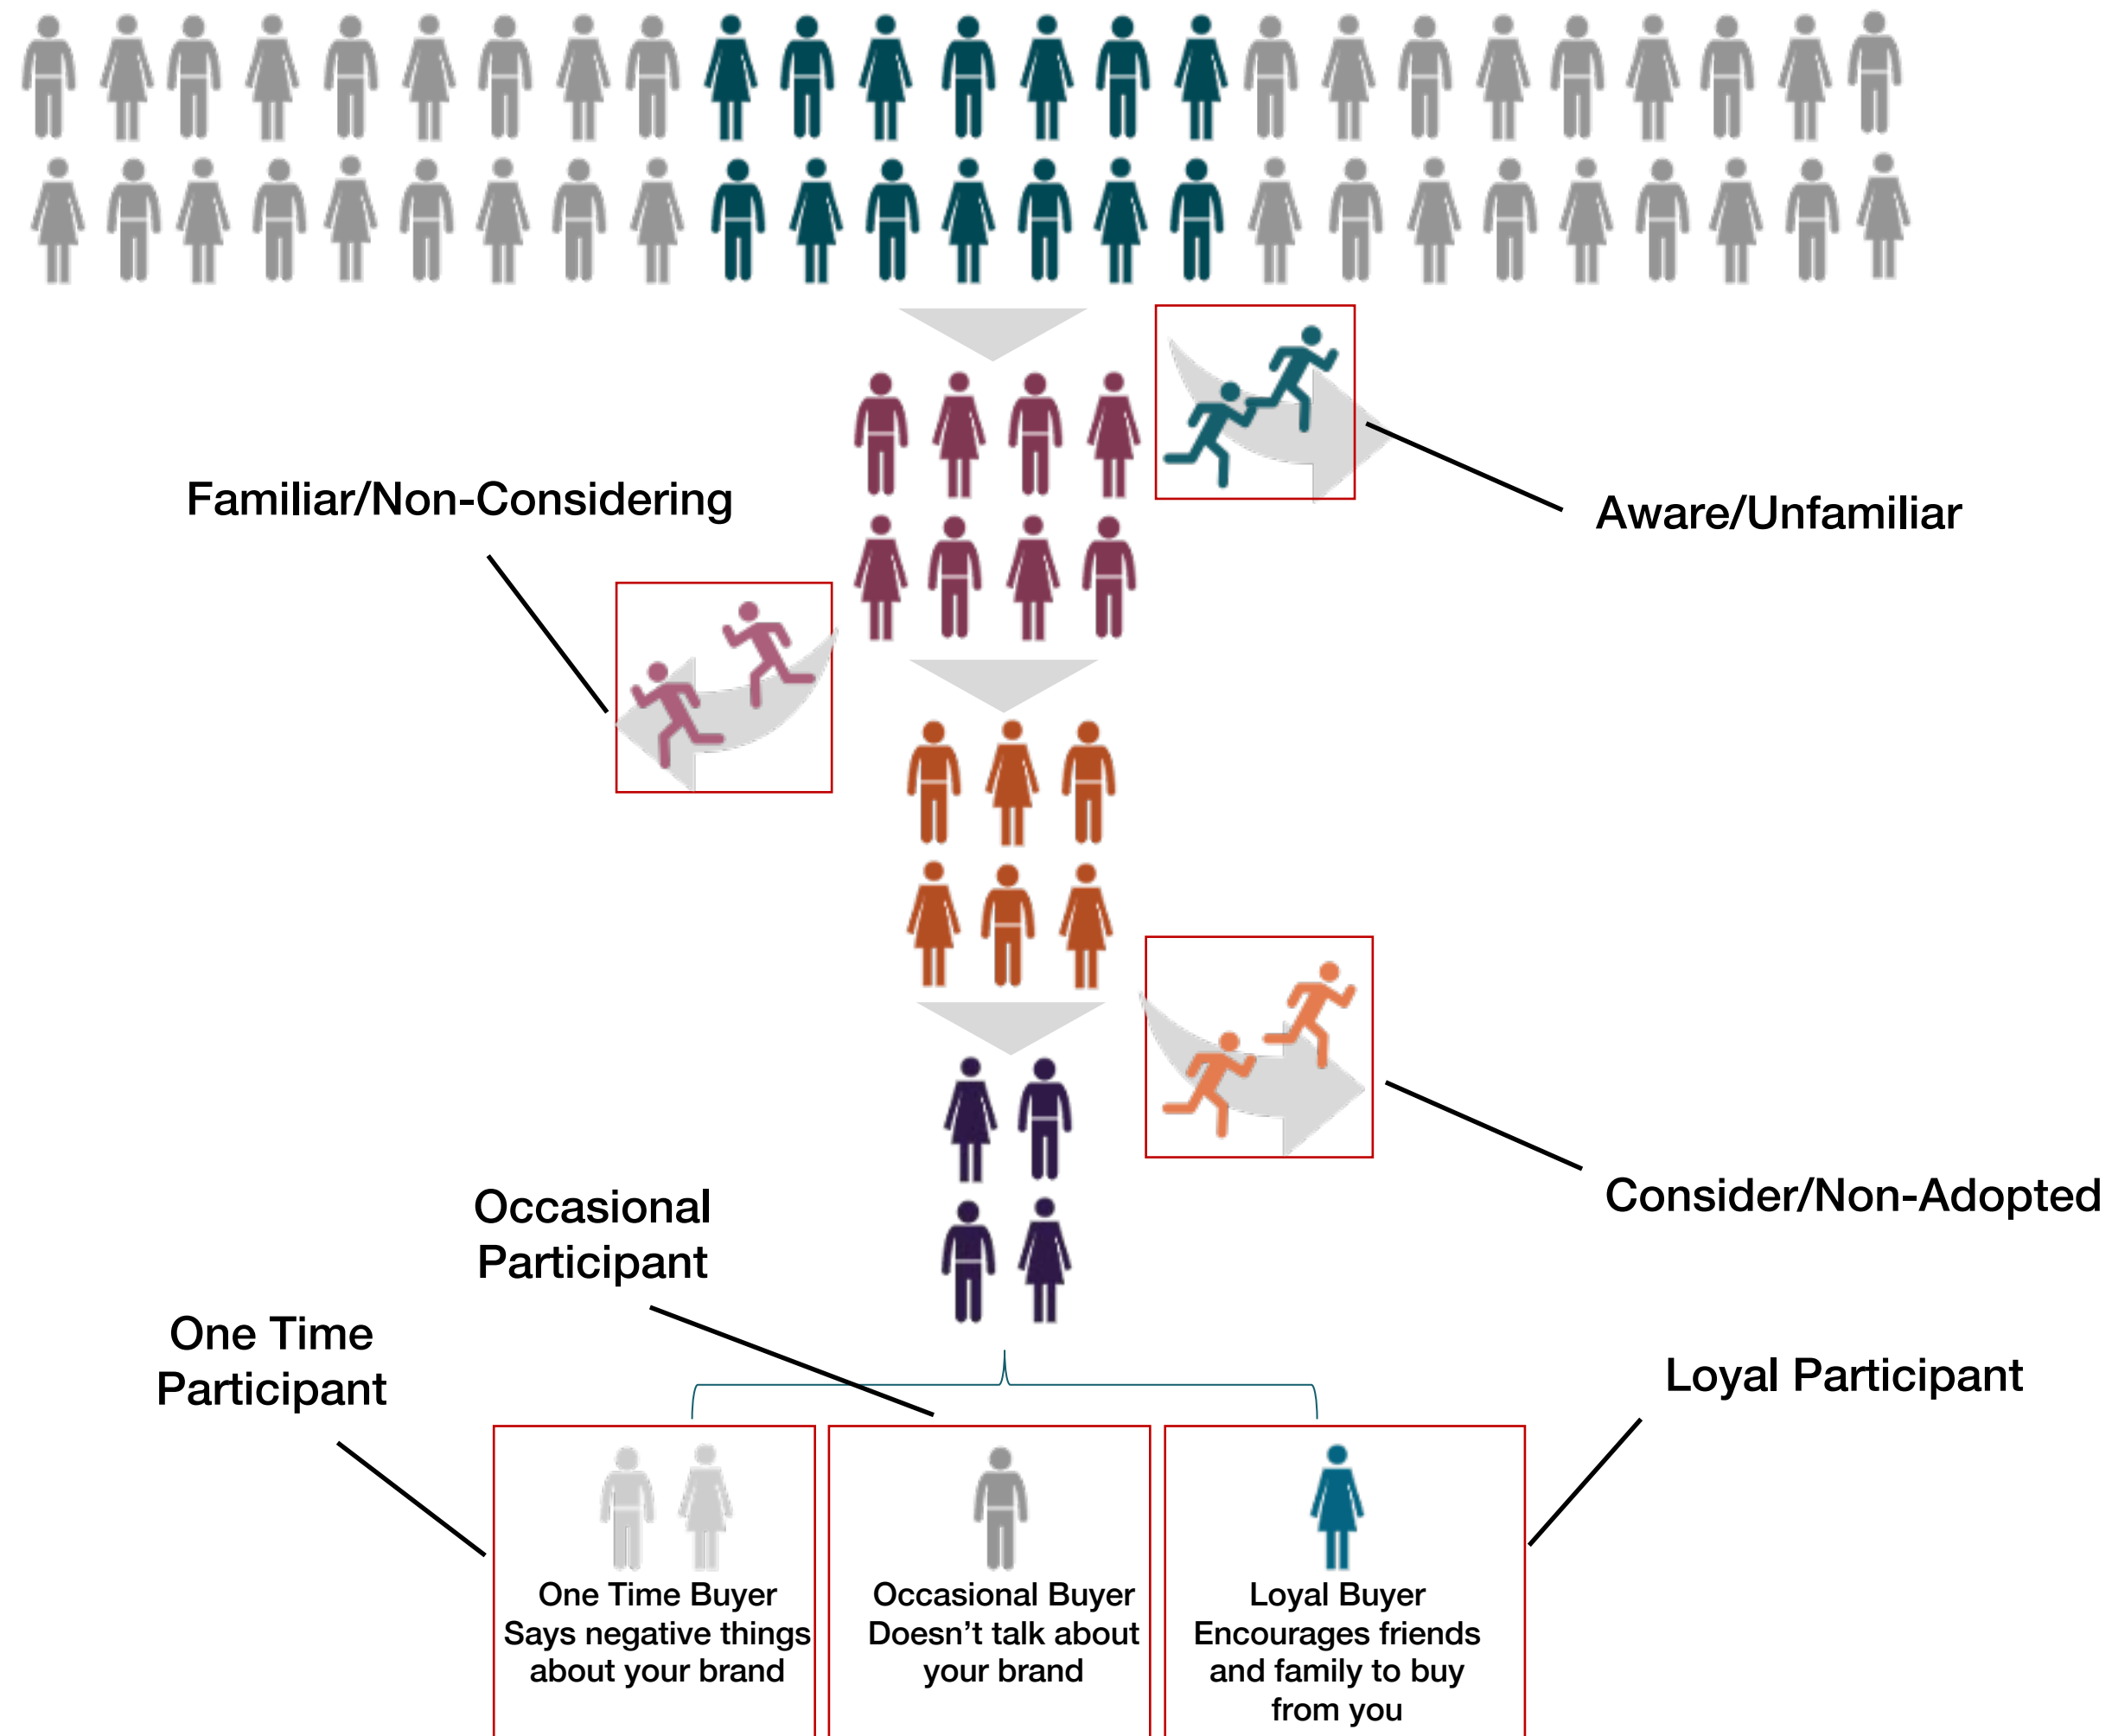 Familiar/Non-Considering
Aware/Unfamiliar
Consider/Non-Adopted
Occasional
Participant
One Time
Participant
Loyal Participant
One Time Buyer
Says negative things
about your brand
Occasional Buyer
Doesn’t talk about
your brand
Loyal Buyer
Encourages friends
and family to buy
from you